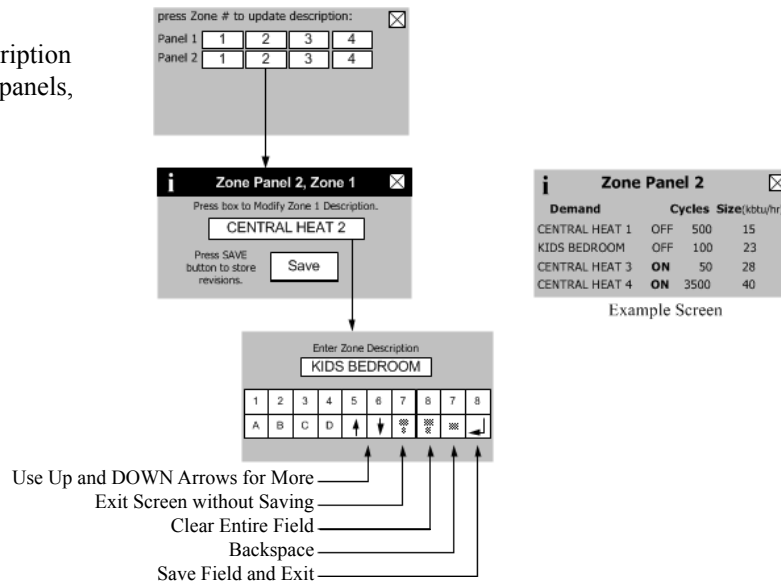 ription
panels,
press Zone # to update description:
Panel 1 1 2 3 4
Panel 2 1 2 3 4
i Zone Panel 2, Zone 1
Press box to Modify Zone 1 Description.
CENTRAL HEAT 2
Press SAVE
button to store
revisions.
Save
Enter Zone Description
KIDS BEDROOM
1 2 3 4 5 6 7 8 7 8
A B C D
Use Up and DOWN Arrows for More
Exit Screen without Saving
Clear Entire Field
Backspace
Save Field and Exit
i Zone Panel 2
Demand Cycles Size(kbtu/hr)
CENTRAL HEAT 1 OFF 500 15
KIDS BEDROOM OFF 100 23
CENTRAL HEAT 3 ON 50 28
CENTRAL HEAT 4 ON 3500 40
Example Screen